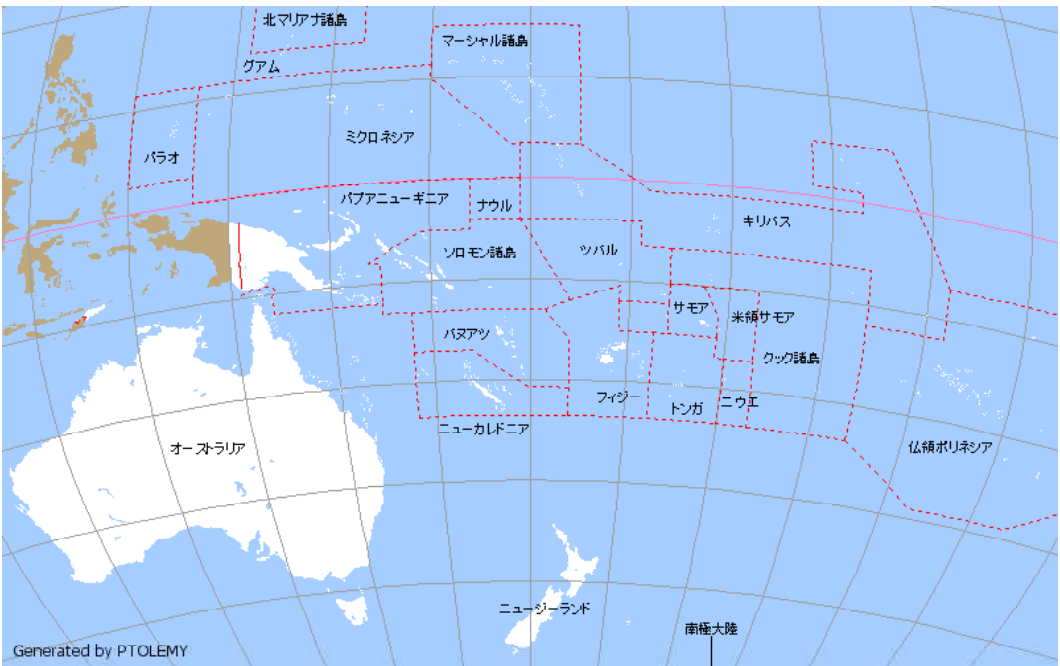 北マリアナ諸島
マーシャル諸島
グアム
ミクロネシア
パラオ
パプアニューギニア
ナウル
キリバス
ソロモン諸島
ツバル
サモア
米領サモア
バヌアツ
クック諸島
フィジー
ニウエ
トンガ
ニューカレドニア
オーストラリア
仏領ポリネシア
ニュージーランド
南極大陸
Generated by PTOLEMY